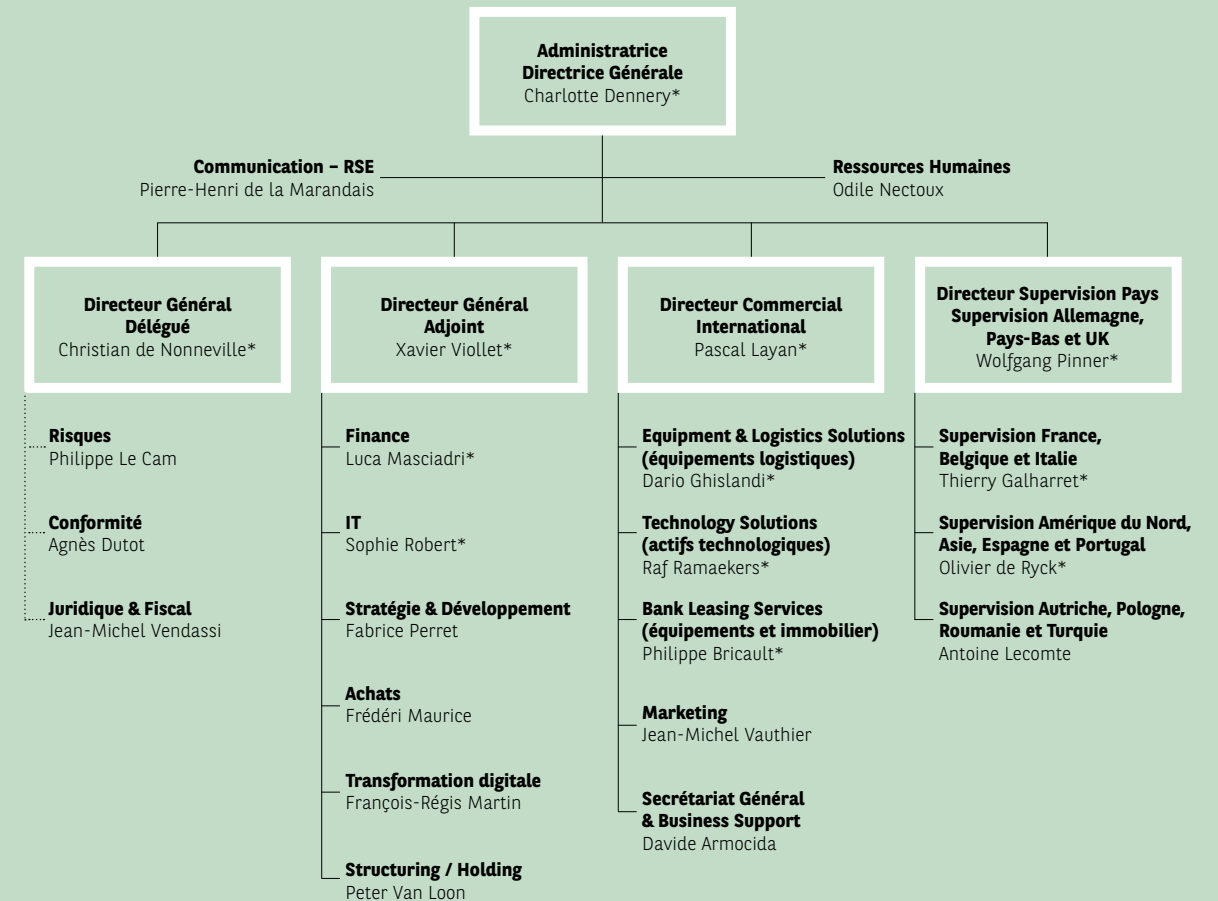 Administratrice
Directrice Générale
Charlotte Dennery*
Communication – RSE
Pierre-Henri de la Marandais
Ressources Humaines
Odile Nectoux
Directeur Général
Délégué
Christian de Nonneville*
Risques
Philippe Le Cam
Conformité
Agnès Dutot
Juridique & Fiscal
Jean-Michel Vendassi
Directeur Général
Adjoint
Xavier Viollet*
Finance
Luca Masciadri*
IT
Sophie Robert*
Stratégie & Développement
Fabrice Perret
Achats
Frédéri Maurice
Transformation digitale
François-Régis Martin
Structuring / Holding
Peter Van Loon
Directeur Commercial
International
Pascal Layan*
Equipment & Logistics Solutions
(équipements logistiques)
Dario Ghislandi*
Technology Solutions
(actifs technologiques)
Raf Ramaekers*
Bank Leasing Services
(équipements et immobilier)
Philippe Bricault*
Marketing
Jean-Michel Vauthier
Secrétariat Général
& Business Support
Davide Armocida
Directeur Supervision Pays
Supervision Allemagne,
Pays-Bas et UK
Wolfgang Pinner*
Supervision France,
Belgique et Italie
Thierry Galharret*
Supervision Amérique du Nord,
Asie, Espagne et Portugal
Olivier de Ryck*
Supervision Autriche, Pologne,
Roumanie et Turquie
Antoine Lecomte